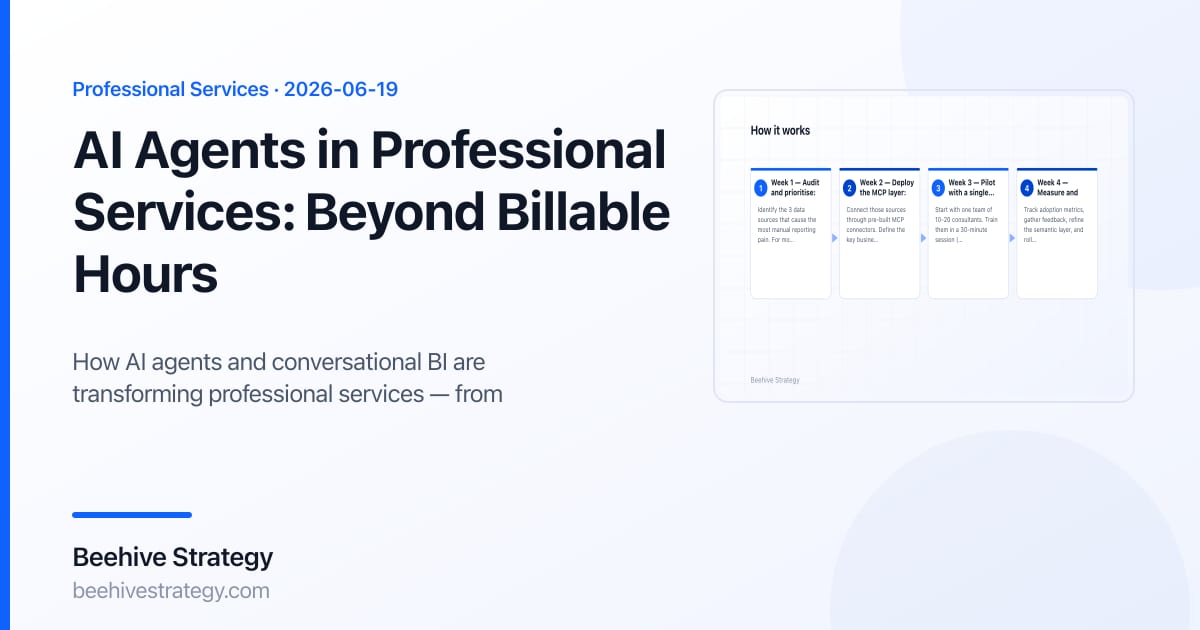 Professional Services · 2026-06-19
AI Agents in Professional
Services: Beyond Billable
Hours
How AI agents and conversational BI are
transforming professional services — from
Beehive Strategy
beehivestrategy.com
How it works
1
Week 1 — Audit
and prioritise:
Identify the 3 data
sources that cause the
most manual reporting
pain. For mo...
2
Week 2 — Deploy
the MCP layer:
Connect those sources
through pre-built MCP
connectors. Define the
key busine...
3
Week 3 — Pilot
with a single...
Start with one team of
10-20 consultants. Train
them in a 30-minute
session (...
4
Week 4 —
Measure and
Track adoption metrics,
gather feedback, refine
the semantic layer, and
roll...
Beehive Strategy